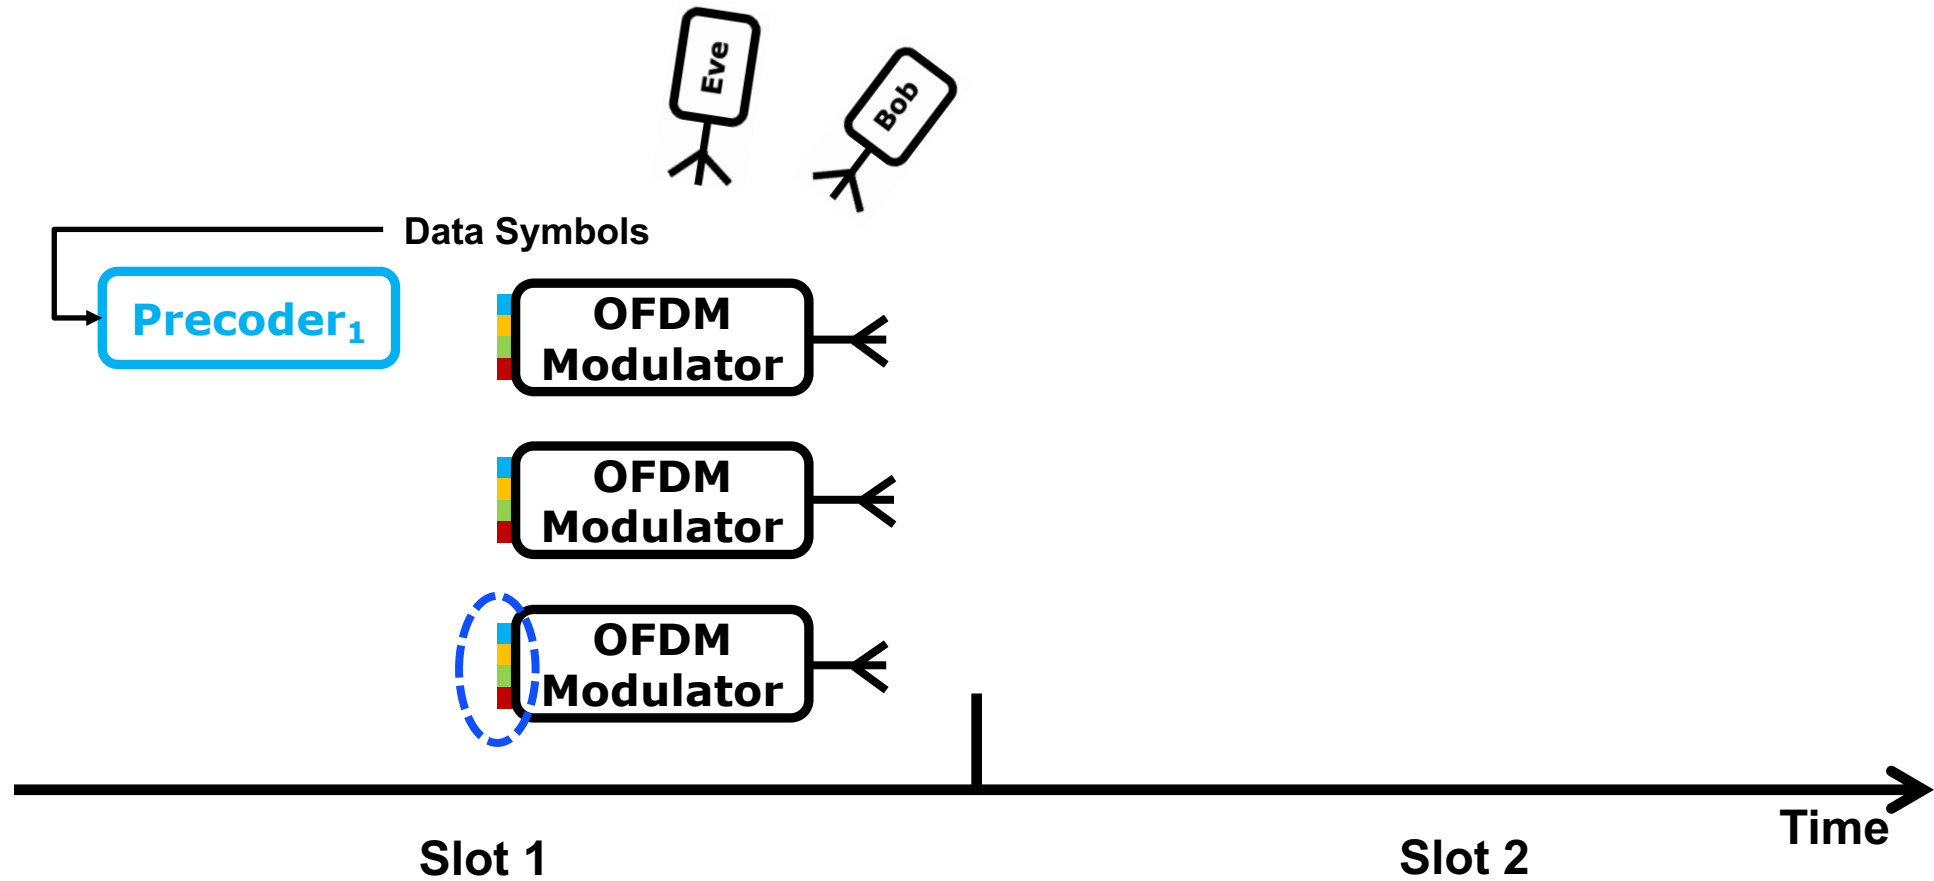 Eve
Bob
Data Symbols
Precoder₁
OFDM
Modulator
OFDM
Modulator
OFDM
Modulator
Time
Slot 1
Slot 2